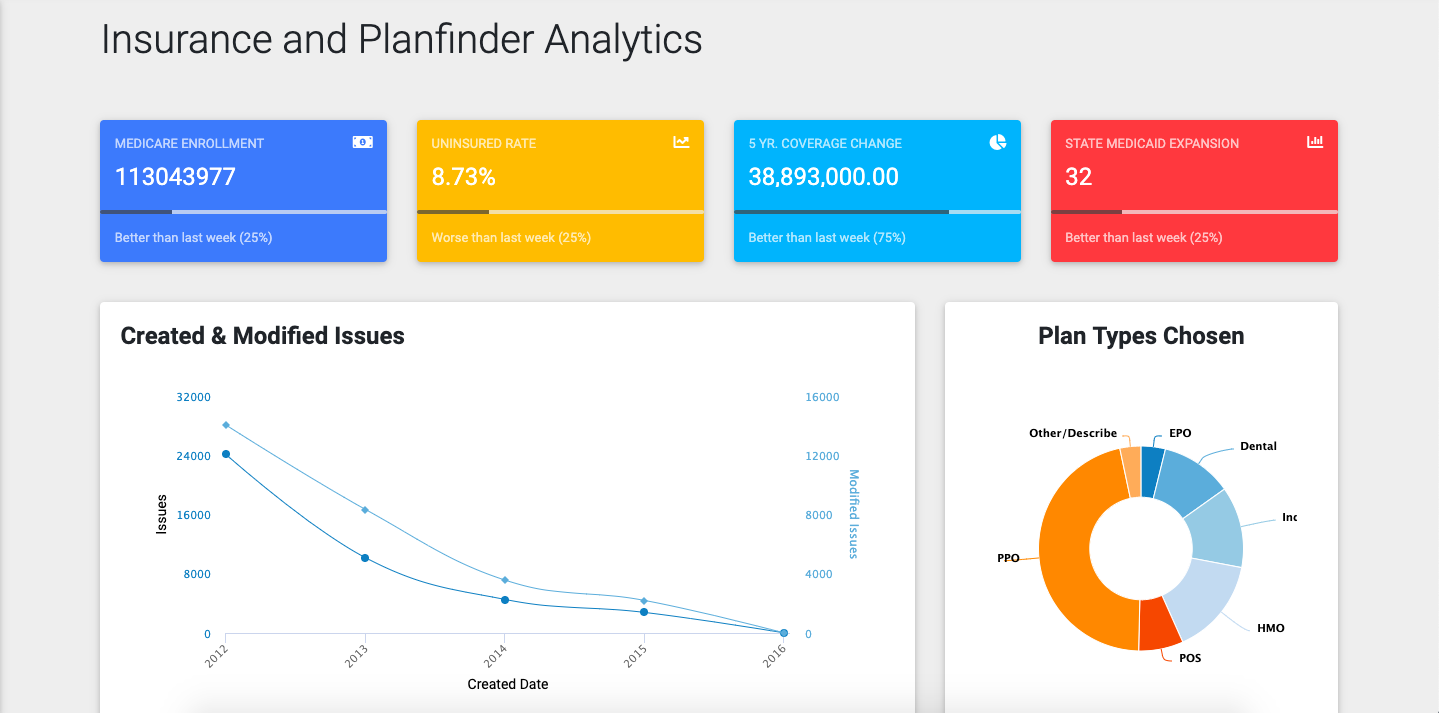 Insurance and Planfinder Analytics
MEDICARE ENROLLMENT
113043977
Better than last week (25%)
UNINSURED RATE
8.73%
Worse than last week (25%)
5 YR. COVERAGE CHANGE
38,893,000.00
Better than last week (75%)
STATE MEDICAID EXPANSION
32
Better than last week (25%)
Created & Modified Issues
32000
24000
16000
8000
0
Issues
16000
12000
8000
4000
0
Modified Issues
2012
2013
2014
2015
2016
Created Date
Plan Types Chosen
Other/Describe
EPO
Dental
PPO
HMO
POS